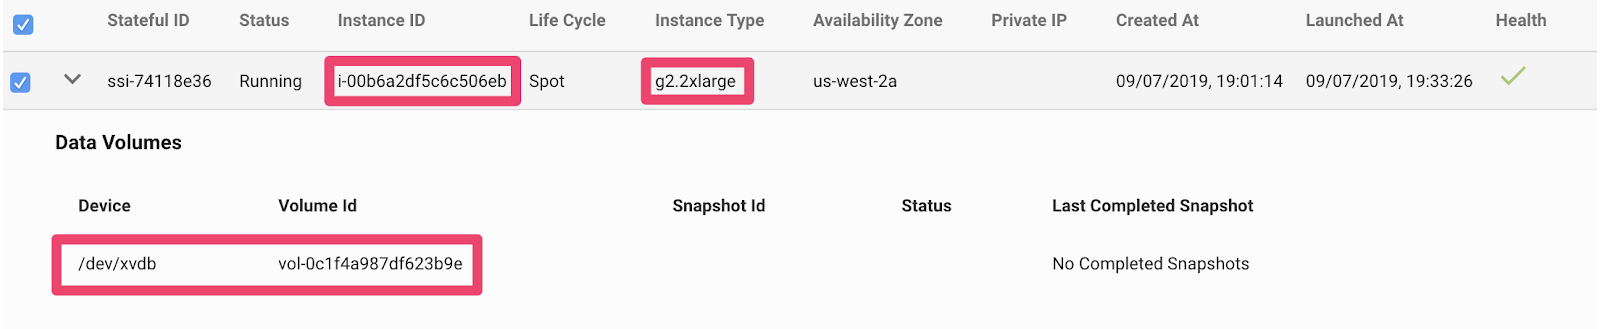 Stateful ID Status Instance ID Life Cycle Instance Type Availability Zone Private IP Created At Launched At Health
ssi-74118e36 Running i-00b6a2df5c6c506eb Spot g2.2xlarge us-west-2a 09/07/2019, 19:01:14 09/07/2019, 19:33:26
Data Volumes
Device Volume Id Snapshot Id Status Last Completed Snapshot
/dev/xvdb vol-0c1f4a987df623b9e No Completed Snapshots